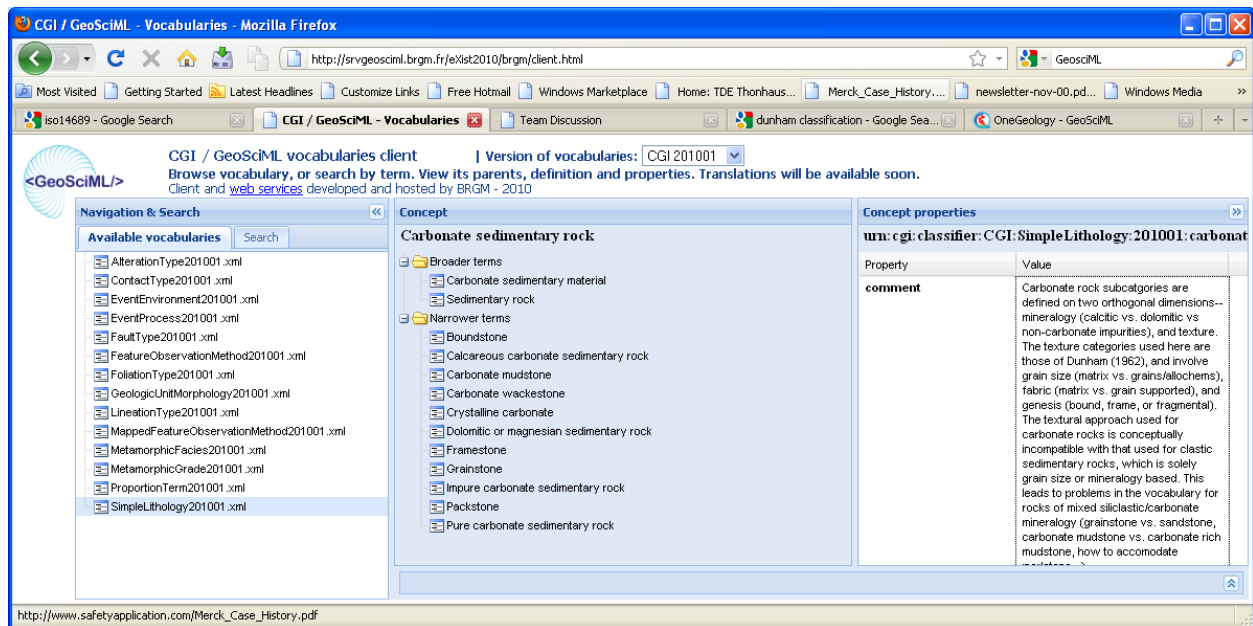 CGI / GeoSciML - Vocabularies - Mozilla Firefox
http://srvgeosciml.brgm.fr/eXist2010/brgm/client.html
GeosciML
Most Visited Getting Started Latest Headlines Customize Links Free Hotmail Windows Marketplace Home: TDE Thonhaus... Merck_Case_History.... newsletter-nov-00.pd... Windows Media »
iso14689 - Google Search CGI / GeoSciML - Vocabularies Team Discussion dunham classification - Google Sea... OneGeology - GeoSciML
<GeoSciML/>
CGI / GeoSciML vocabularies client | Version of vocabularies: CGI 201001
Browse vocabulary, or search by term. View its parents, definition and properties. Translations will be available soon.
Client and web services developed and hosted by BRGM - 2010
Navigation & Search
Available vocabularies Search
AlterationType201001.xml
ContactType201001.xml
EventEnvironment201001.xml
EventProcess201001.xml
FaultType201001.xml
FeatureObservationMethod201001.xml
FoliationType201001.xml
GeologicUnitMorphology201001.xml
LineationType201001.xml
MappedFeatureObservationMethod201001.xml
MetamorphicFacies201001.xml
MetamorphicGrade201001.xml
ProportionTerm201001.xml
SimpleLithology201001.xml
Concept
Carbonate sedimentary rock
Broader terms
Carbonate sedimentary material
Sedimentary rock
Narrower terms
Boundstone
Calcareous carbonate sedimentary rock
Carbonate mudstone
Carbonate wackestone
Crystalline carbonate
Dolomitic or magnesian sedimentary rock
Framestone
Grainstone
Impure carbonate sedimentary rock
Packstone
Pure carbonate sedimentary rock
Concept properties
urn:cgi:classifier:CGI:SimpleLithology:201001:carbonat
Property Value
comment
Carbonate rock subcatgories are
defined on two orthogonal dimensions--
mineralogy (calcitic vs. dolomitic vs
non-carbonate impurities), and texture.
The texture categories used here are
those of Dunham (1962), and involve
grain size (matrix vs. grains/allochems),
fabric (matrix vs. grain supported), and
genesis (bound, frame, or fragmental).
The textural approach used for
carbonate rocks is conceptually
incompatible with that used for clastic
sedimentary rocks, which is solely
grain size or mineralogy based. This
leads to problems in the vocabulary for
rocks of mixed siliclastic/carbonate
mineralogy (grainstone vs. sandstone,
carbonate mudstone vs. carbonate rich
mudstone, how to accomodate
http://www.safetyapplication.com/Merck_Case_History.pdf